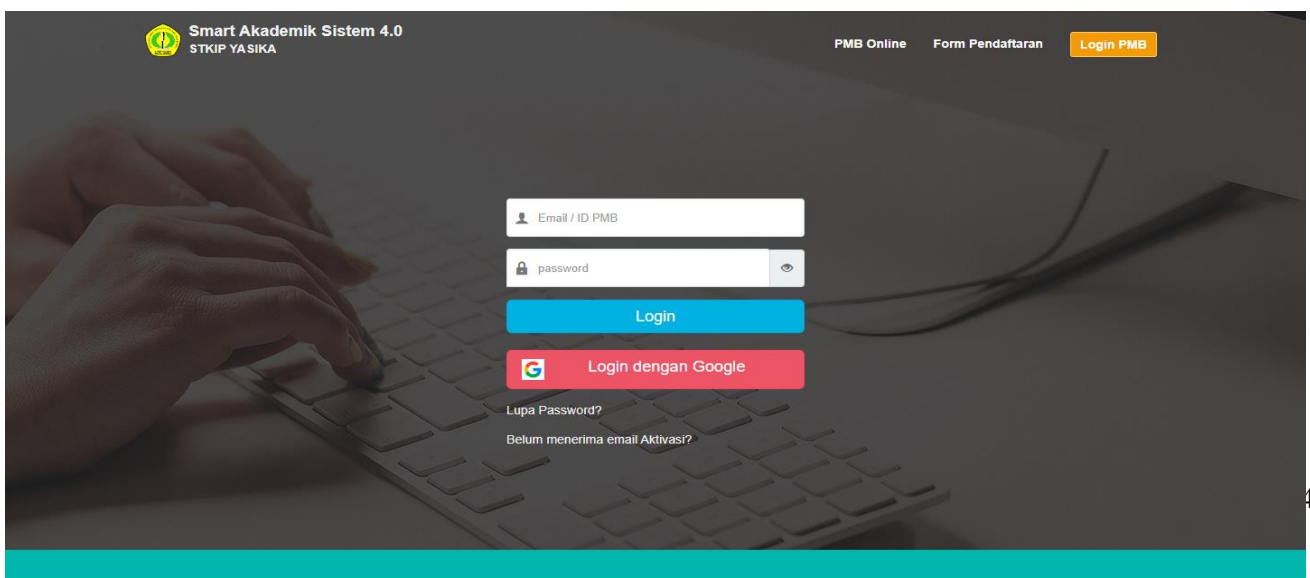 Smart Akademik Sistem 4.0
STKIP YASIKA
PMB Online
Form Pendaftaran
Login PMB
Email / ID PMB
password
Login
Login dengan Google
Lupa Password?
Belum menerima email Aktivasi?